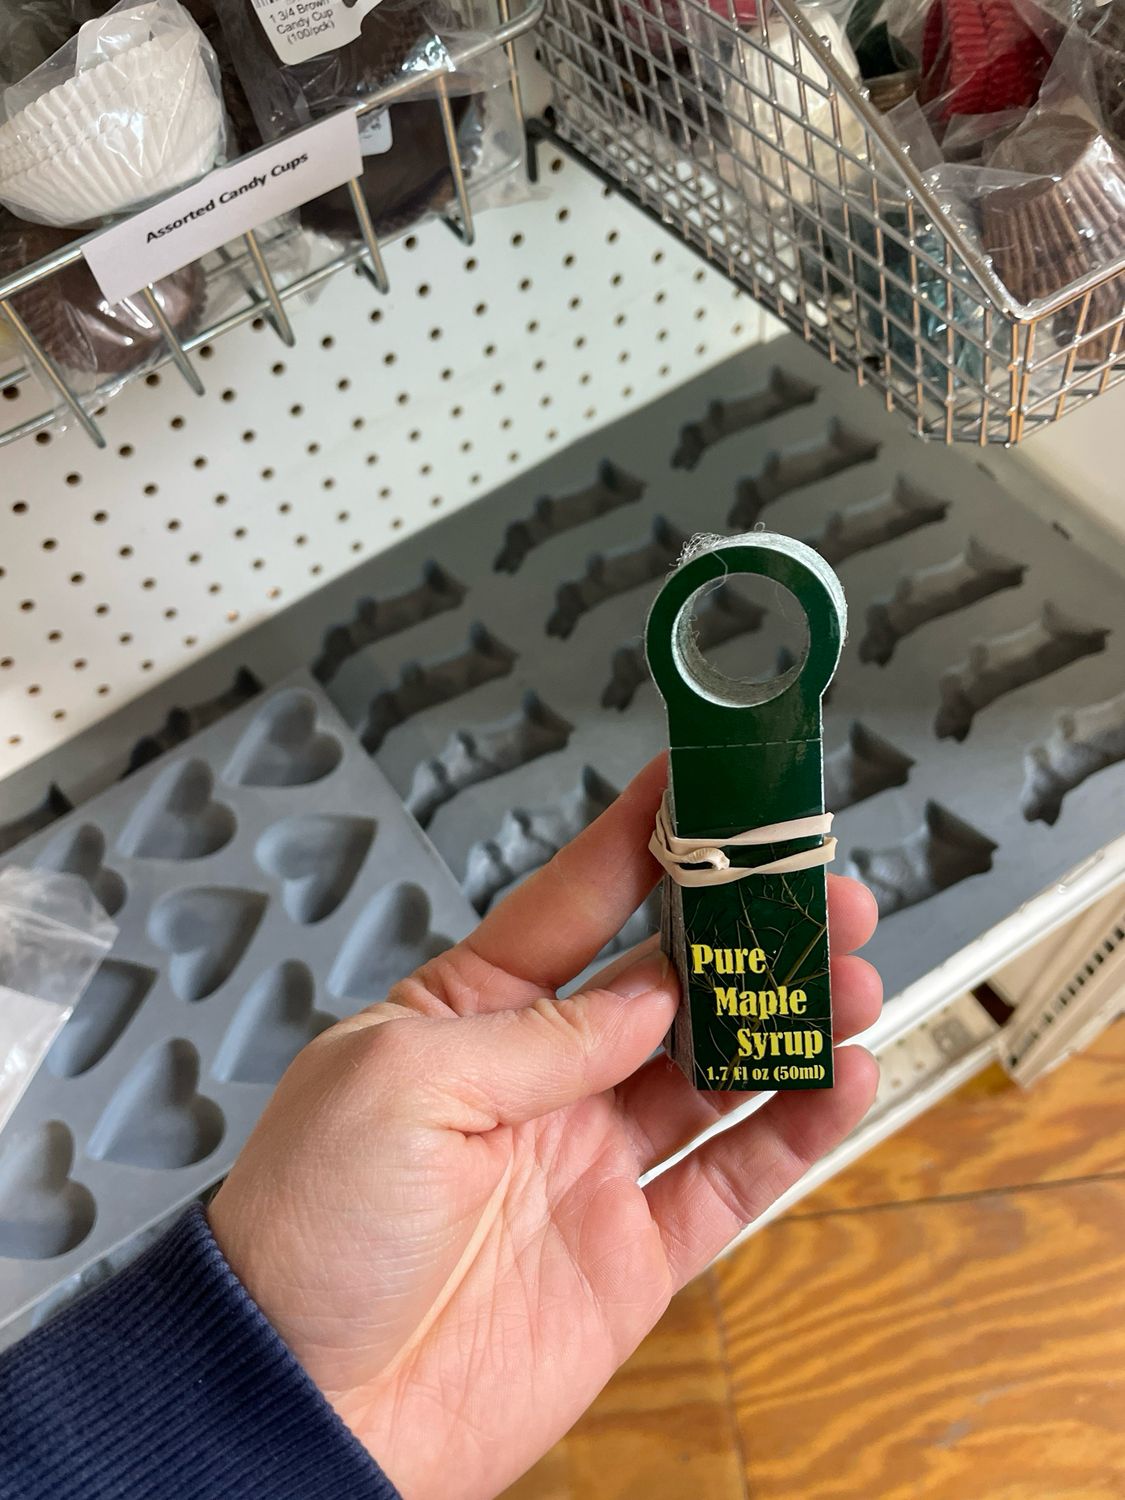 1 3/4 Brown
Candy Cup
(100/pck)
Assorted Candy Cups
Pure
Maple
Syrup
1.7 fl oz (50ml)